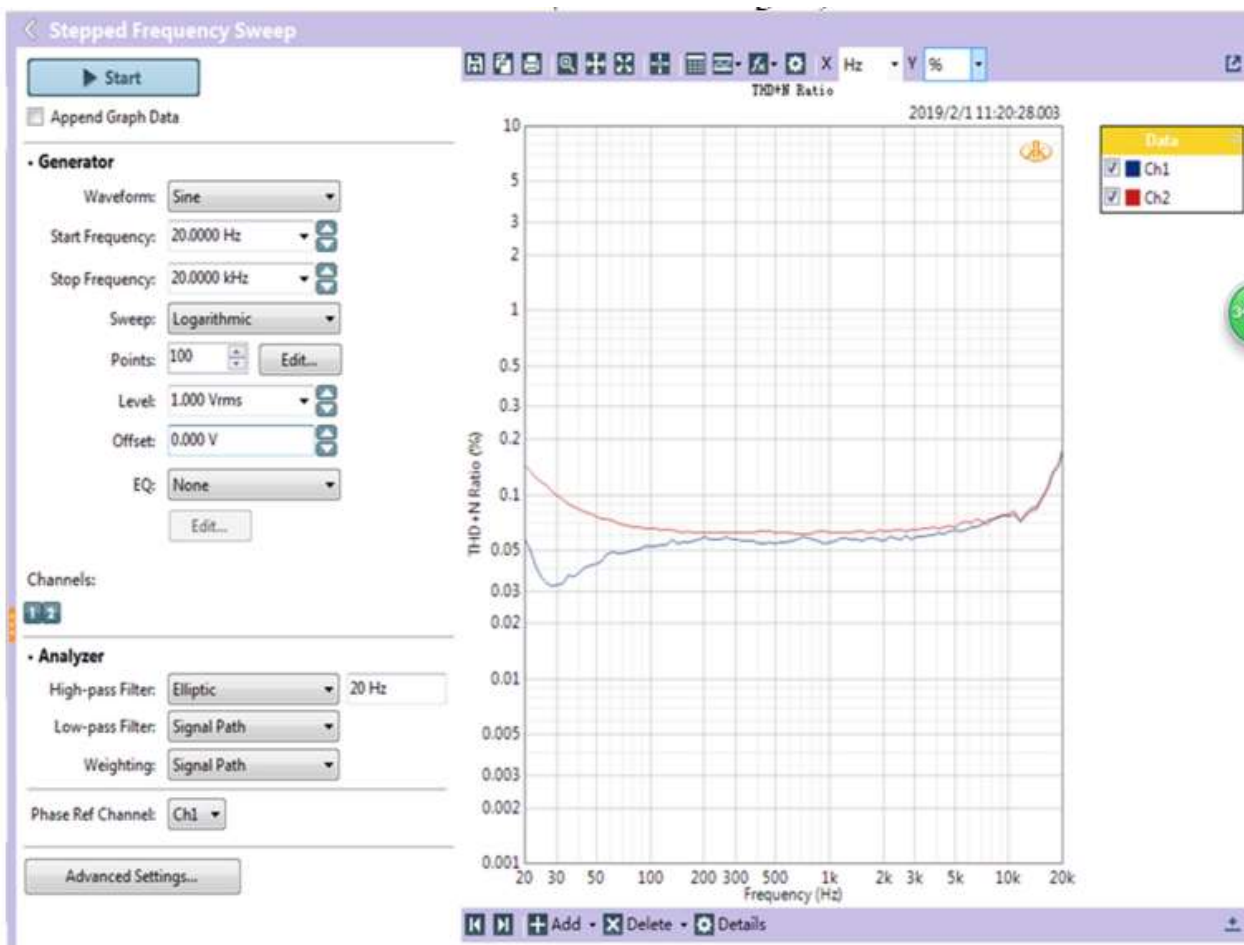 Stepped Frequency Sweep
Start
Append Graph Data
Generator
Waveform: Sine
Start Frequency: 20.0000 Hz
Stop Frequency: 20.0000 kHz
Sweep: Logarithmic
Points: 100 Edit...
Level: 1.000 Vrms
Offset: 0.000 V
EQ: None
Edit...
Channels:
1 2
Analyzer
High-pass Filter: Elliptic 20 Hz
Low-pass Filter: Signal Path
Weighting: Signal Path
Phase Ref Channel: Ch1
Advanced Settings...
X Hz Y %
THD+N Ratio
2019/2/1 11:20:28.003
Data
Ch1
Ch2
THD+N Ratio (%)
10
5
3
2
1
0.5
0.3
0.2
0.1
0.05
0.03
0.02
0.01
0.005
0.003
0.002
0.001
20 30 50 100 200 300 500 1k 2k 3k 5k 10k 20k
Frequency (Hz)
Add Delete Details